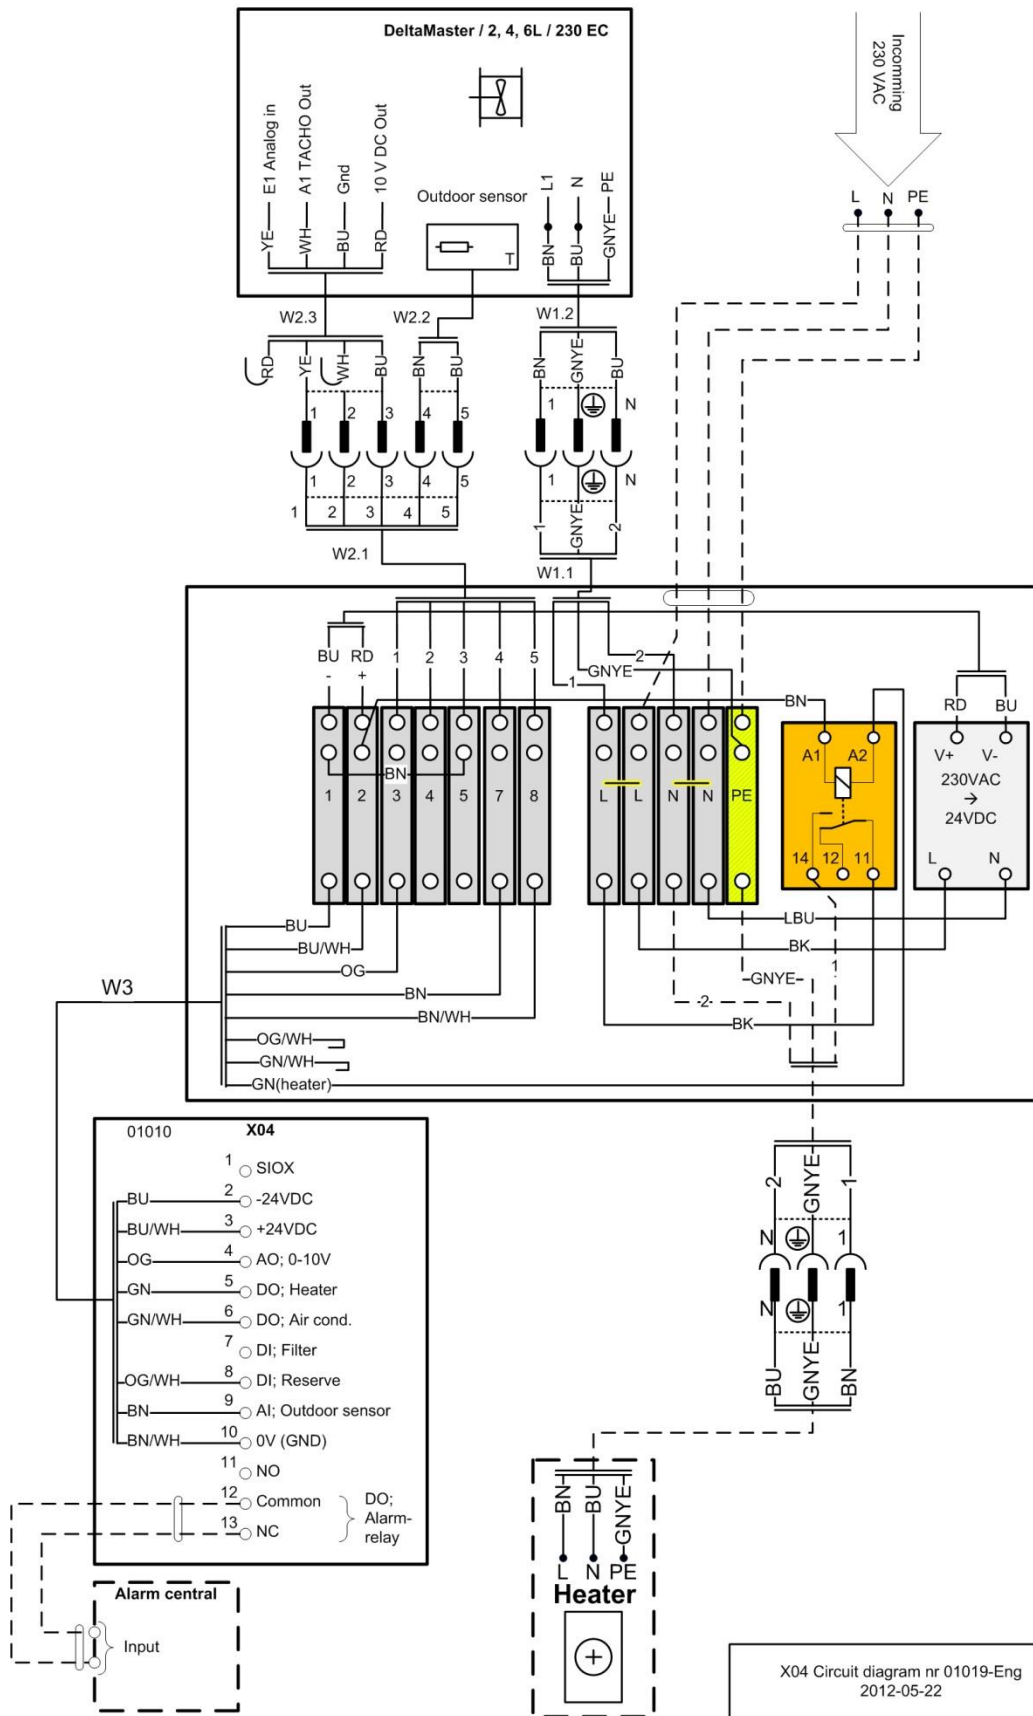 DeltaMaster / 2, 4, 6L / 230 EC
Incomming
230 VAC
E1 Analog in
A1 TACHO Out
Gnd
10 V DC Out
Outdoor sensor
T
L1
N
PE
YE
WH
BU
RD
BN
BU
GNYE
L
N
PE
W2.3
W2.2
W1.2
RD
YE
WH
BU
BN
BU
BN
GNYE
BU
1
2
3
4
5
1
N
1
2
3
4
5
1
N
1
2
3
4
5
1
GNYE
2
W2.1
W1.1
BU
RD
1
2
3
4
5
-
+
1
2
GNYE
BN
RD
BU
BN
A1
A2
V+
V-
230VAC
→
24VDC
1
2
3
4
5
7
8
L
L
N
N
PE
14
12
11
L
N
BU
BU/WH
OG
BN
BN/WH
OG/WH
GN/WH
GN(heater)
LBU
BK
1
GNYE
2
BK
W3
01010
X04
1
SIOX
BU
2
-24VDC
BU/WH
3
+24VDC
OG
4
AO; 0-10V
GN
5
DO; Heater
GN/WH
6
DO; Air cond.
7
DI; Filter
OG/WH
8
DI; Reserve
BN
9
AI; Outdoor sensor
BN/WH
10
0V (GND)
11
NO
12
Common
13
NC
DO;
Alarm-
relay
Alarm central
Input
2
GNYE
1
N
1
N
1
BU
GNYE
BN
BN
BU
GNYE
L
N
PE
Heater
X04 Circuit diagram nr 01019-Eng
2012-05-22